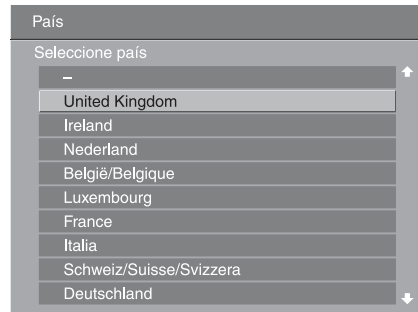 País
Seleccione país
–
United Kingdom
Ireland
Nederland
België/Belgique
Luxembourg
France
Italia
Schweiz/Suisse/Svizzera
Deutschland